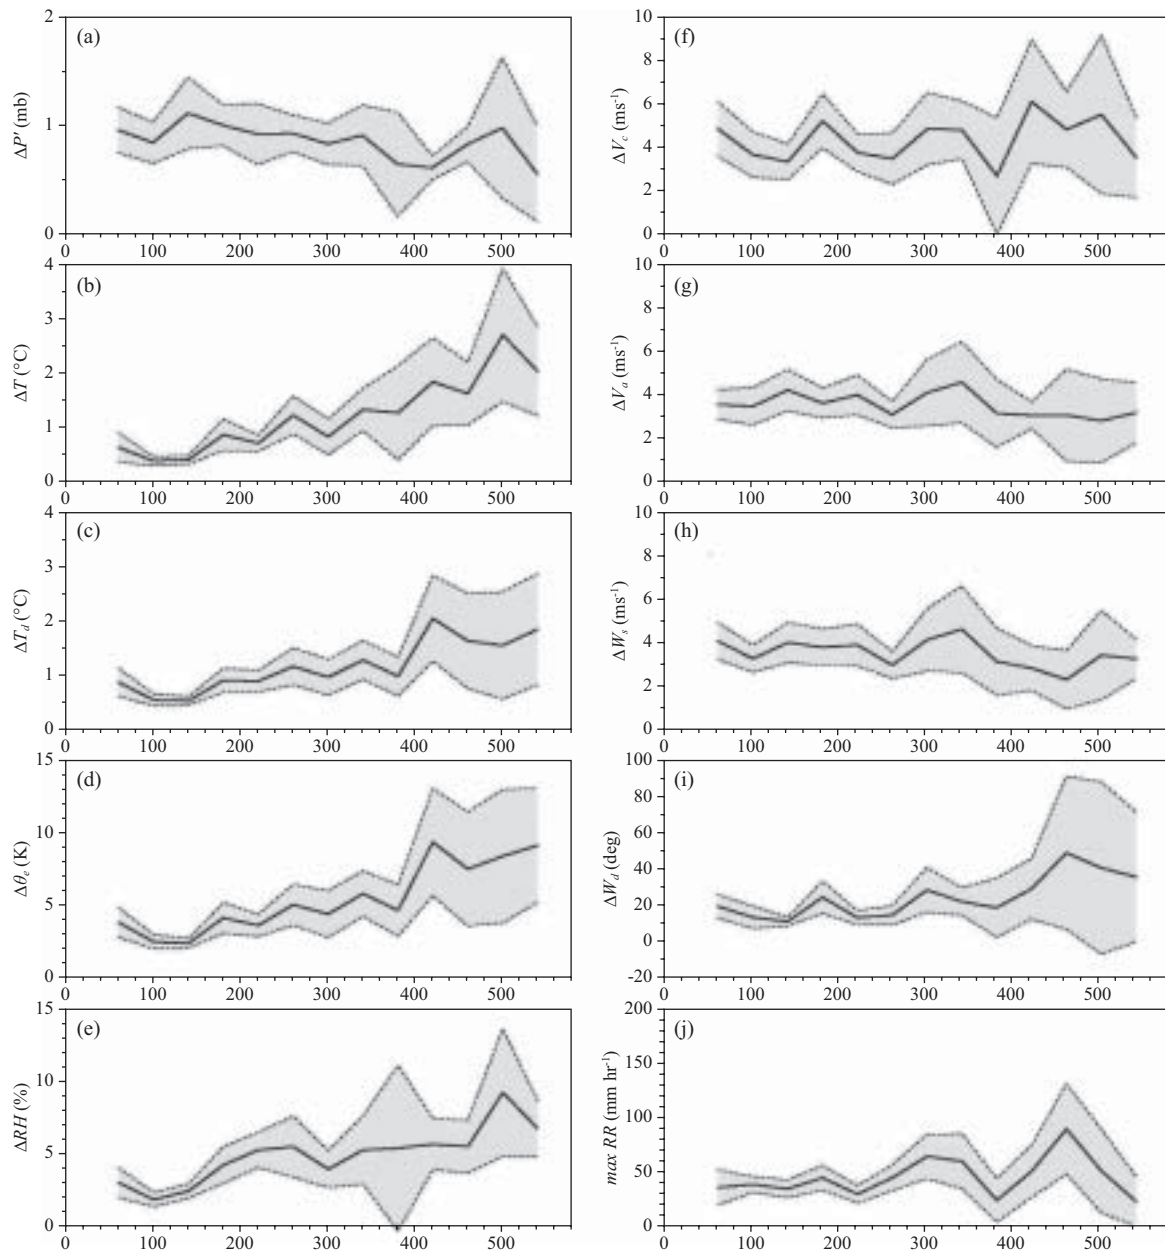 (a)
ΔP′ (mb)
2
1
0
0 100 200 300 400 500
(b)
ΔT (°C)
4
3
2
1
0
0 100 200 300 400 500
(c)
ΔT_d (°C)
4
3
2
1
0
0 100 200 300 400 500
(d)
Δθ_e (K)
15
10
5
0
0 100 200 300 400 500
(e)
ΔRH (%)
15
10
5
0
0 100 200 300 400 500
(f)
ΔV_c (ms⁻¹)
10
8
6
4
2
0
0 100 200 300 400 500
(g)
ΔV_a (ms⁻¹)
10
8
6
4
2
0
0 100 200 300 400 500
(h)
ΔW_s (ms⁻¹)
10
8
6
4
2
0
0 100 200 300 400 500
(i)
ΔW_d (deg)
100
80
60
40
20
0
-20
0 100 200 300 400 500
(j)
max RR (mm hr⁻¹)
200
150
100
50
0
0 100 200 300 400 500